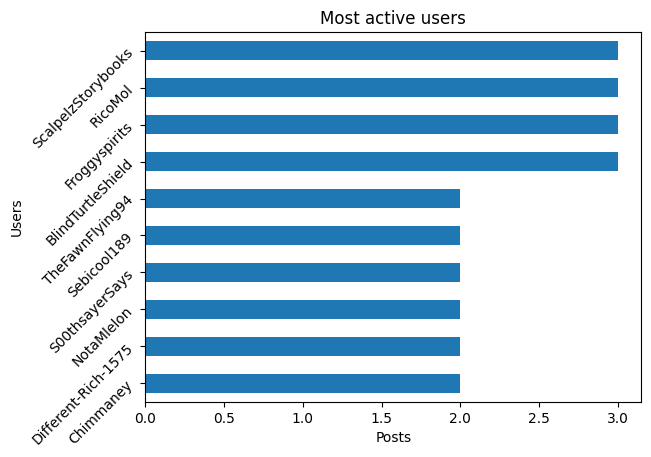 Most active users
ScalpelzStorybooks
RicoMol
Froggyspirits
BlindTurtleShield
TheFawnFlying94
Sebicool189
S00thsayerSays
NotaMlelon
Different-Rich-1575
Chimmaney
Users
0.0 0.5 1.0 1.5 2.0 2.5 3.0
Posts